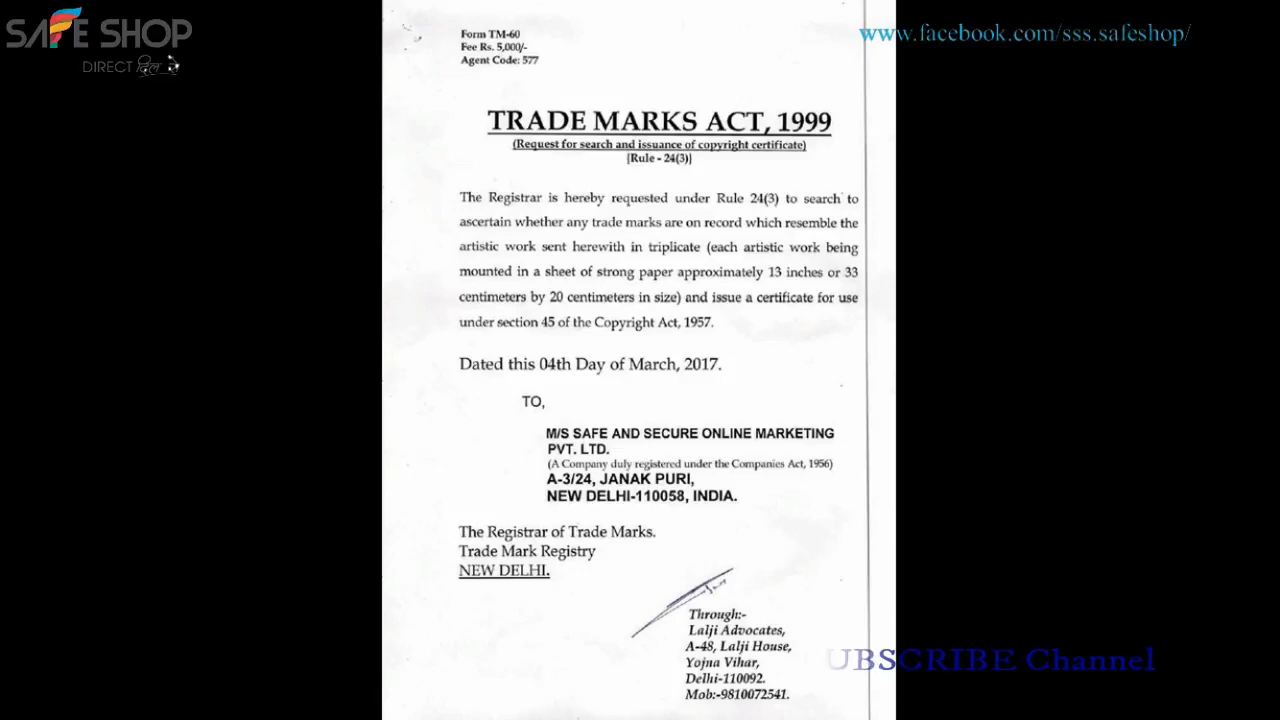 SAFE SHOP
DIRECT दिल से
www.facebook.com/sss.safeshop/
Form TM-60
Fee Rs. 5,000/-
Agent Code: 577
TRADE MARKS ACT, 1999
(Request for search and issuance of copyright certificate)
[Rule - 24(3)]
The Registrar is hereby requested under Rule 24(3) to search to
ascertain whether any trade marks are on record which resemble the
artistic work sent herewith in triplicate (each artistic work being
mounted in a sheet of strong paper approximately 13 inches or 33
centimeters by 20 centimeters in size) and issue a certificate for use
under section 45 of the Copyright Act, 1957.
Dated this 04th Day of March, 2017.
TO,
M/S SAFE AND SECURE ONLINE MARKETING
PVT. LTD.
(A Company duly registered under the Companies Act, 1956)
A-3/24, JANAK PURI,
NEW DELHI-110058, INDIA.
The Registrar of Trade Marks.
Trade Mark Registry
NEW DELHI.
Through:-
Lalji Advocates,
A-48, Lalji House,
Yojna Vihar,
Delhi-110092.
Mob:-9810072541.
UBSCRIBE Channel